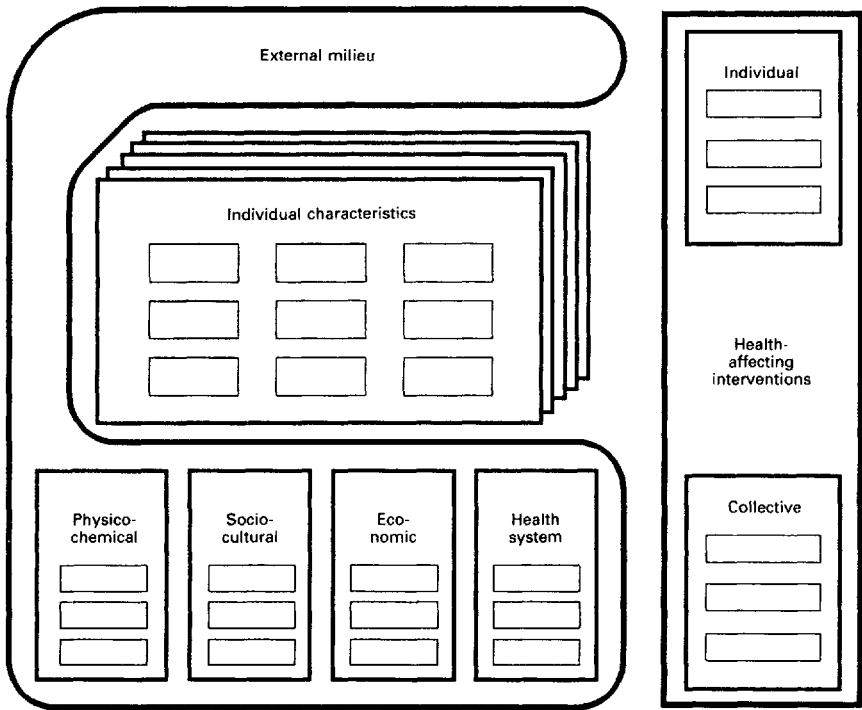 External milieu
Individual characteristics
Physico-
chemical
Socio-
cultural
Eco-
nomic
Health
system
Individual
Health-
affecting
interventions
Collective